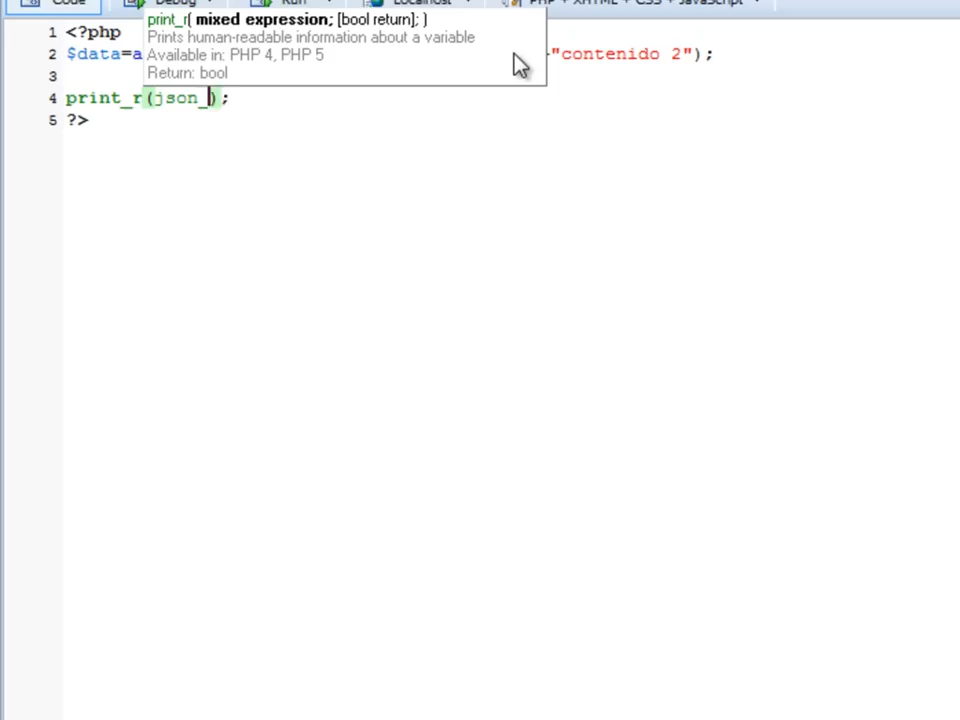 Code Debug Run Localhost PHP + XHTML + CSS + JavaScript
print_r( mixed expression; [bool return]; )
1 <?php
Prints human-readable information about a variable
2 $data=a "contenido 2");
Available in: PHP 4, PHP 5
Return: bool
3
4 print_r(json_);
5 ?>